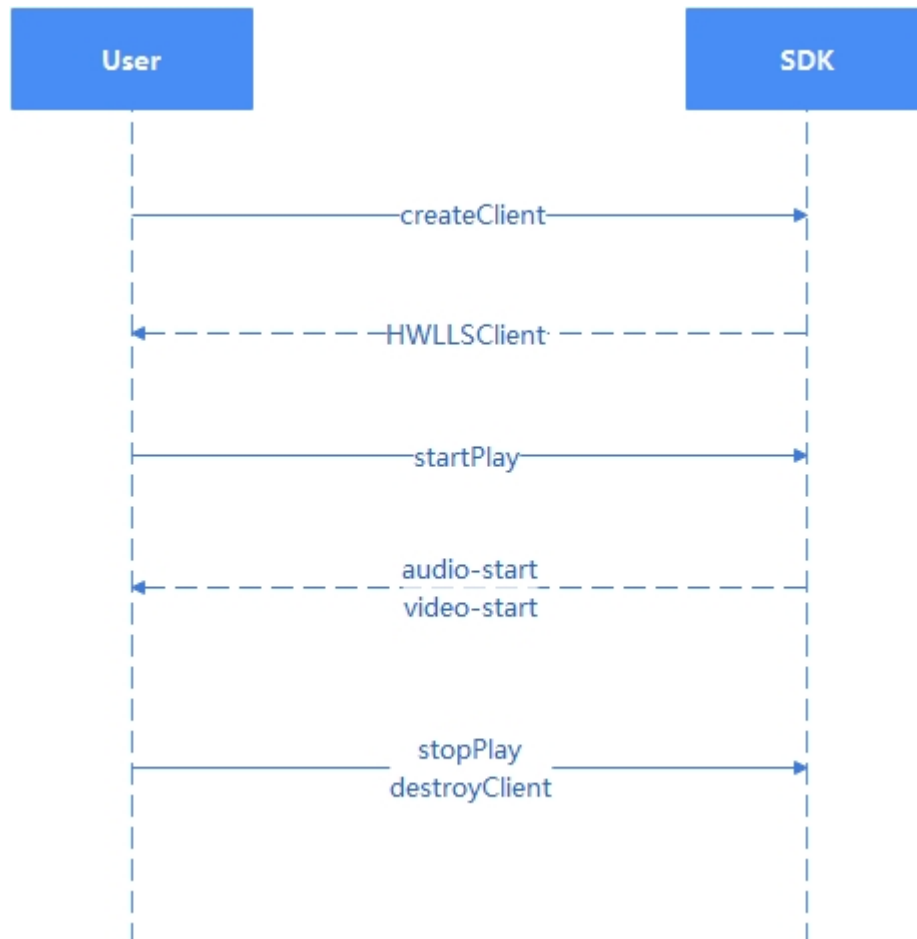 User
SDK
createClient
HWLLSClient
startPlay
audio-start
video-start
stopPlay
destroyClient